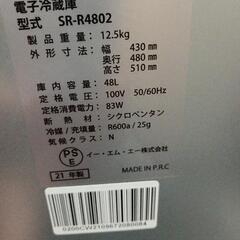 電子冷蔵庫
型式 SR-R4802
製品重量: 12.5kg
外形寸法: 幅 430 mm
奥行 480 mm
高さ 510 mm
庫内容量: 48L
定格電圧: 100V 50/60Hz
定格消費電力: 83W
断熱材: シクロペンタン
冷媒/充填量: R600a / 25g
気候クラス: N
PS
E
イー・エム・エー株式会社
21年製
MADE IN P.R.C